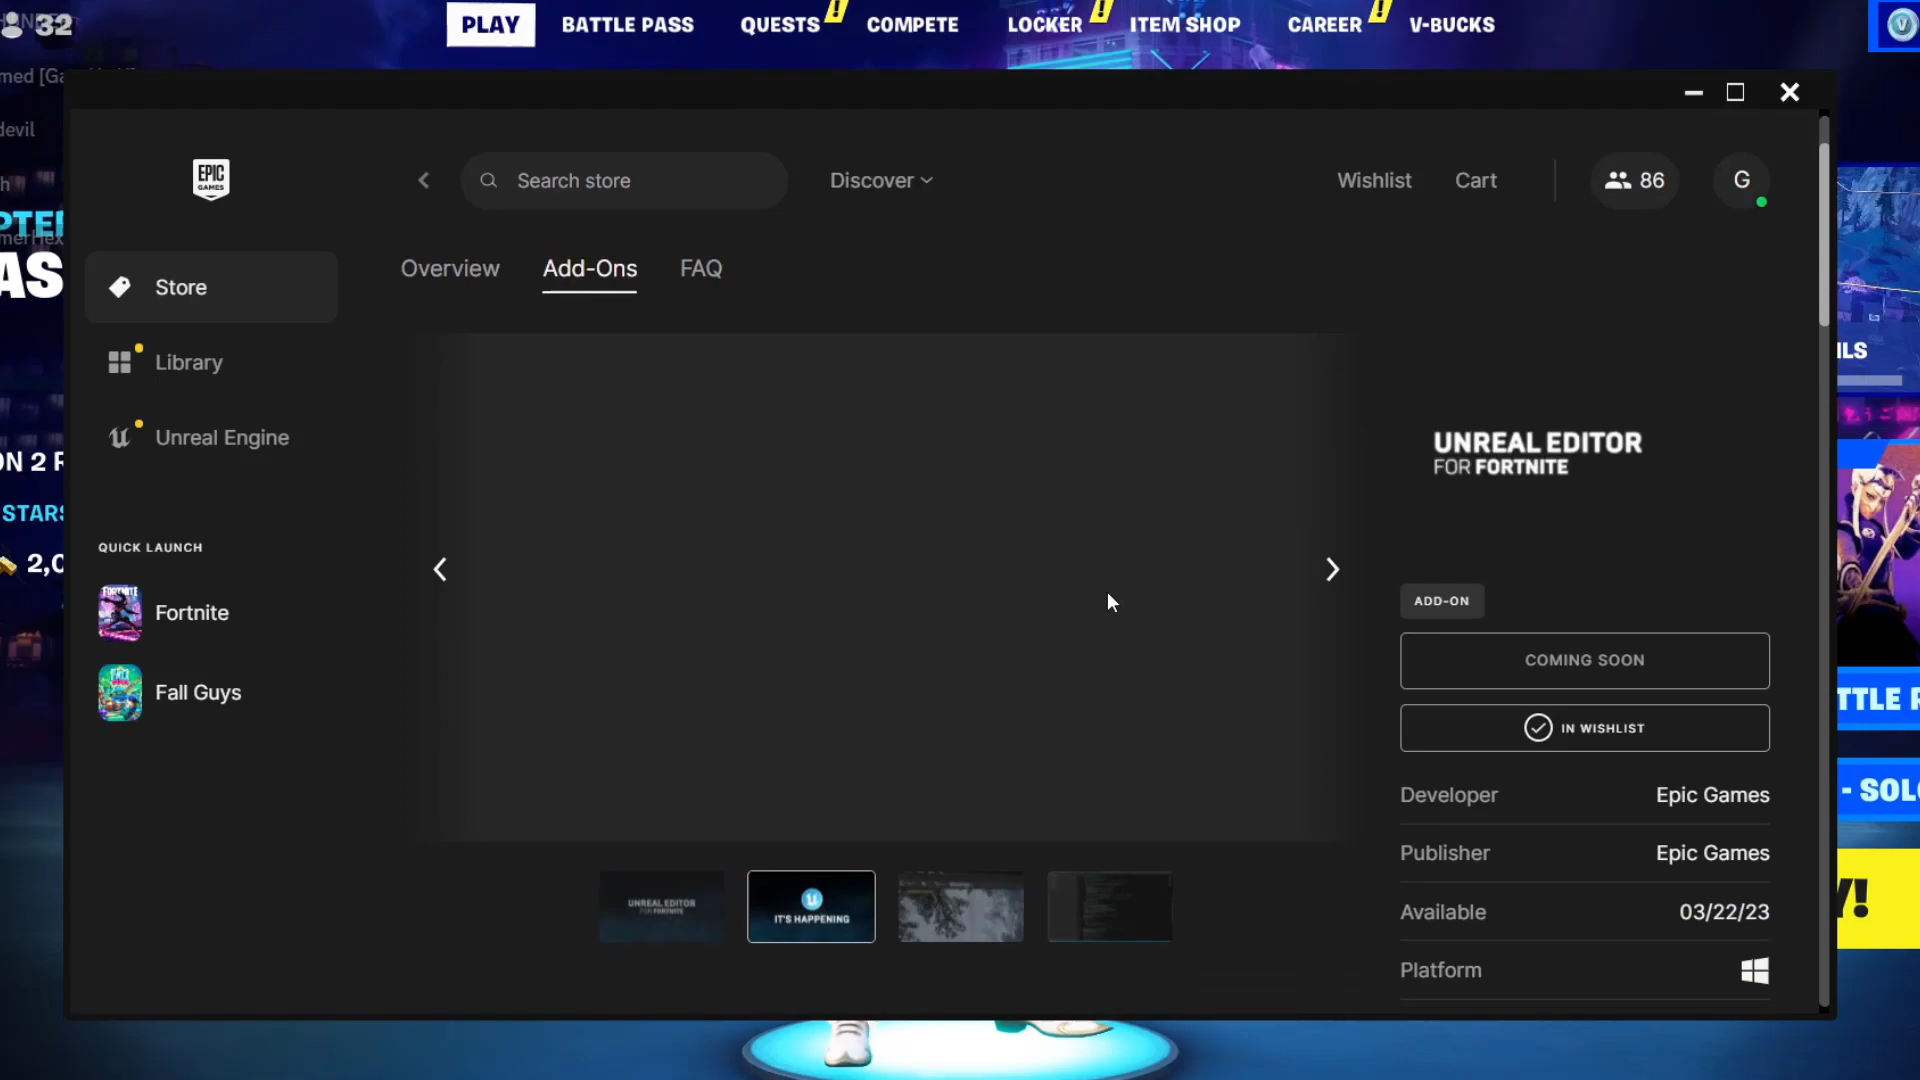 32
PLAY
BATTLE PASS
QUESTS
COMPETE
LOCKER
ITEM SHOP
CAREER
V-BUCKS
devil
EPIC
GAMES
Search store
Discover
Wishlist
Cart
86
G
Overview
Add-Ons
FAQ
Store
Library
Unreal Engine
QUICK LAUNCH
Fortnite
Fall Guys
UNREAL EDITOR
FOR FORTNITE
ADD-ON
COMING SOON
IN WISHLIST
Developer
Epic Games
Publisher
Epic Games
Available
03/22/23
Platform
UNREAL EDITOR
FOR FORTNITE
IT'S HAPPENING